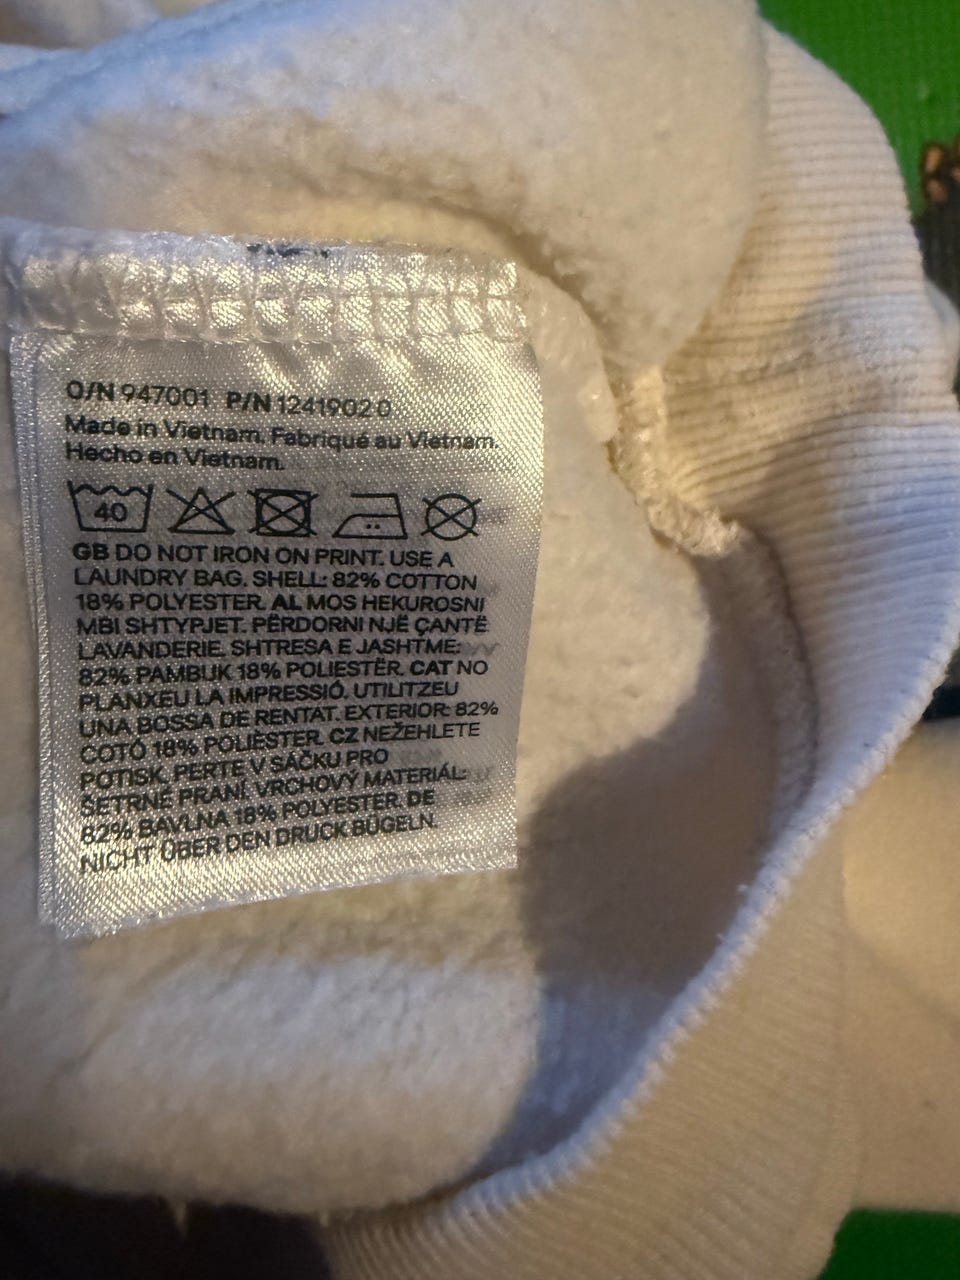 O/N 947001 P/N 12419020
Made in Vietnam. Fabriqué au Vietnam.
Hecho en Vietnam.
40
GB DO NOT IRON ON PRINT. USE A
LAUNDRY BAG. SHELL: 82% COTTON
18% POLYESTER. AL MOS HEKUROSNI
MBI SHTYPJET. PËRDORNI NJË ÇANTË
LAVANDERIE. SHTRESA E JASHTME:
82% PAMBUK 18% POLIESTËR. CAT NO
PLANXEU LA IMPRESSIÓ. UTILITZEU
UNA BOSSA DE RENTAT. EXTERIOR: 82%
COTÓ 18% POLIÈSTER. CZ NEŽEHLETE
POTISK. PERTE V SÁČKU PRO
ŠETRNÉ PRANÍ. VRCHOVÝ MATERIÁL:
82% BAVLNA 18% POLYESTER. DE
NICHT ÜBER DEN DRUCK BÜGELN.